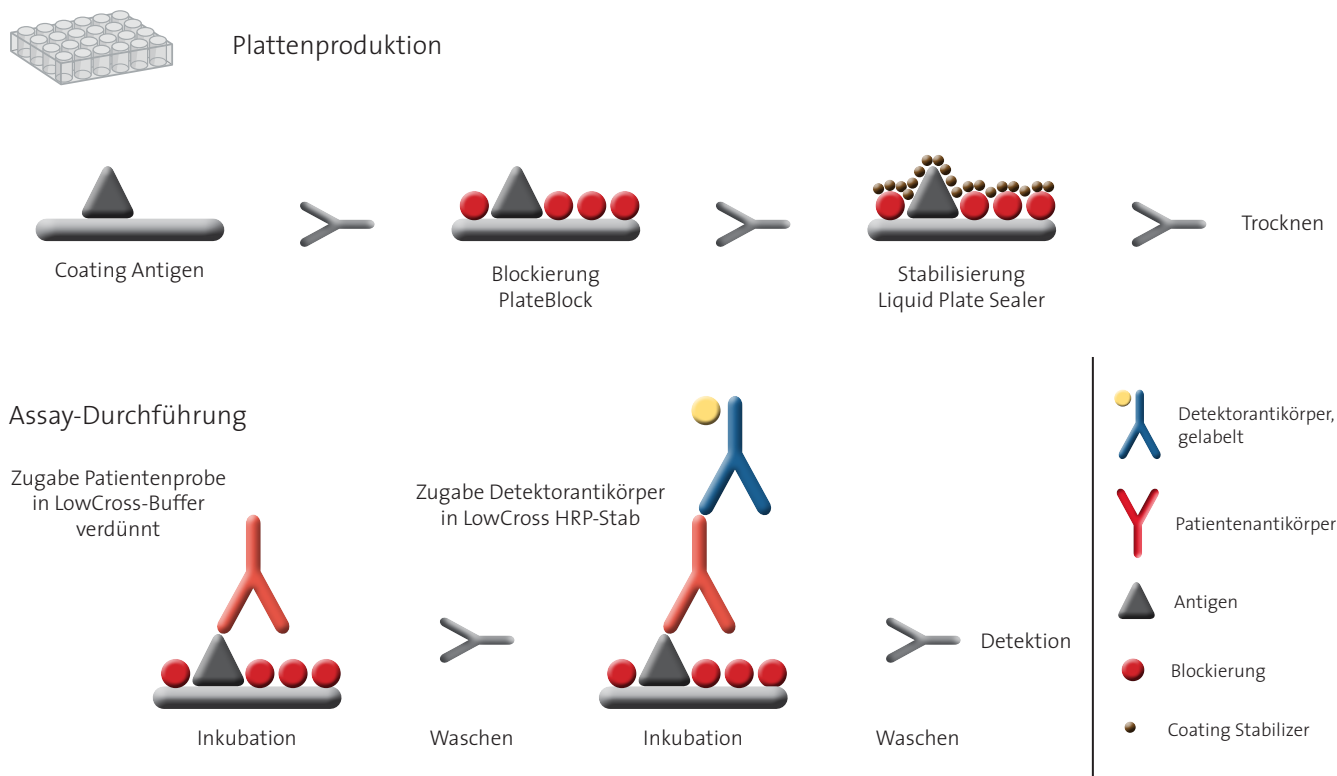 Plattenproduktion
Coating Antigen
Blockierung
PlateBlock
Stabilisierung
Liquid Plate Sealer
Trocknen
Assay-Durchführung
Zugabe Patientenprobe
in LowCross-Buffer
verdünnt
Zugabe Detektorantikörper
in LowCross HRP-Stab
Inkubation
Waschen
Inkubation
Waschen
Detektion
Detektorantikörper,
gelabelt
Patientenantikörper
Antigen
Blockierung
Coating Stabilizer